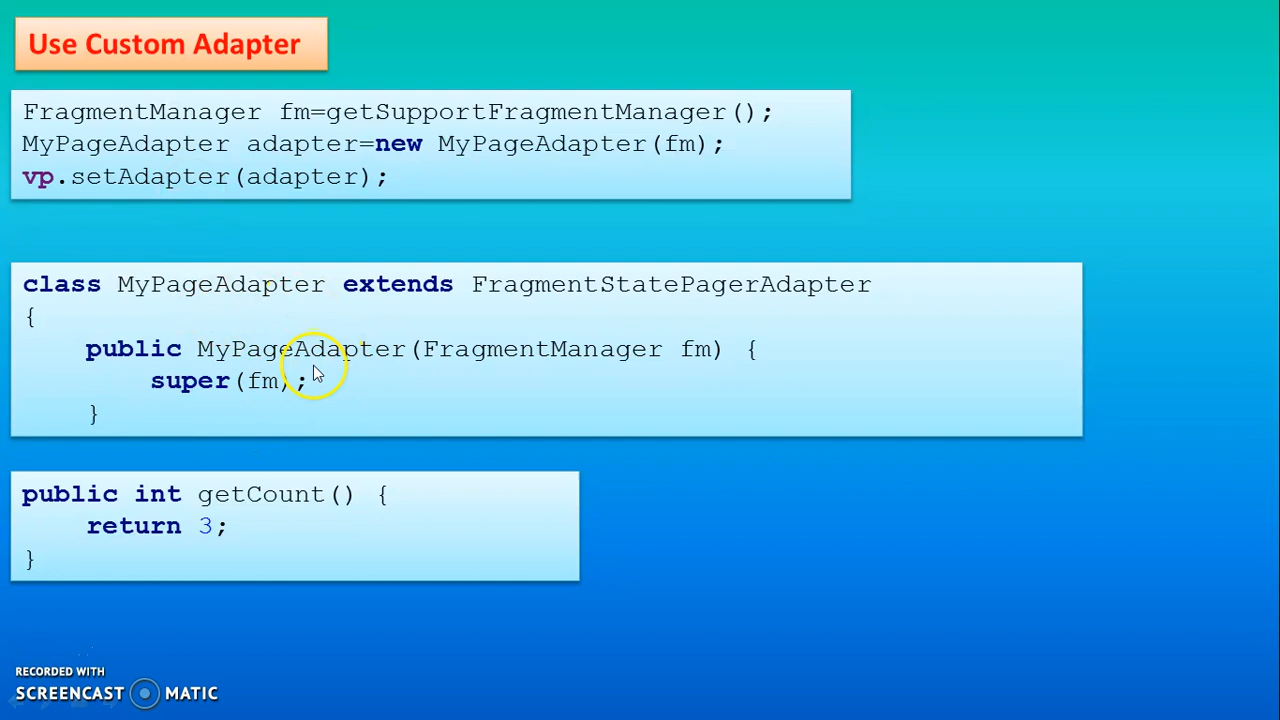 Use Custom Adapter
FragmentManager fm=getSupportFragmentManager();
MyPageAdapter adapter=new MyPageAdapter(fm);
vp.setAdapter(adapter);
class MyPageAdapter extends FragmentStatePagerAdapter
{
    public MyPageAdapter(FragmentManager fm) {
        super(fm);
    }
public int getCount() {
    return 3;
}
RECORDED WITH
SCREENCAST MATIC